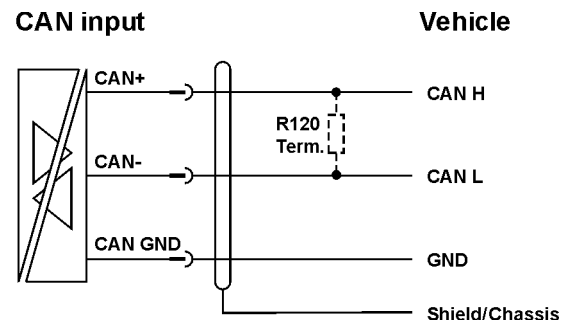 CAN input
Vehicle
CAN+
CAN H
R120
Term.
CAN-
CAN L
CAN GND
GND
Shield/Chassis